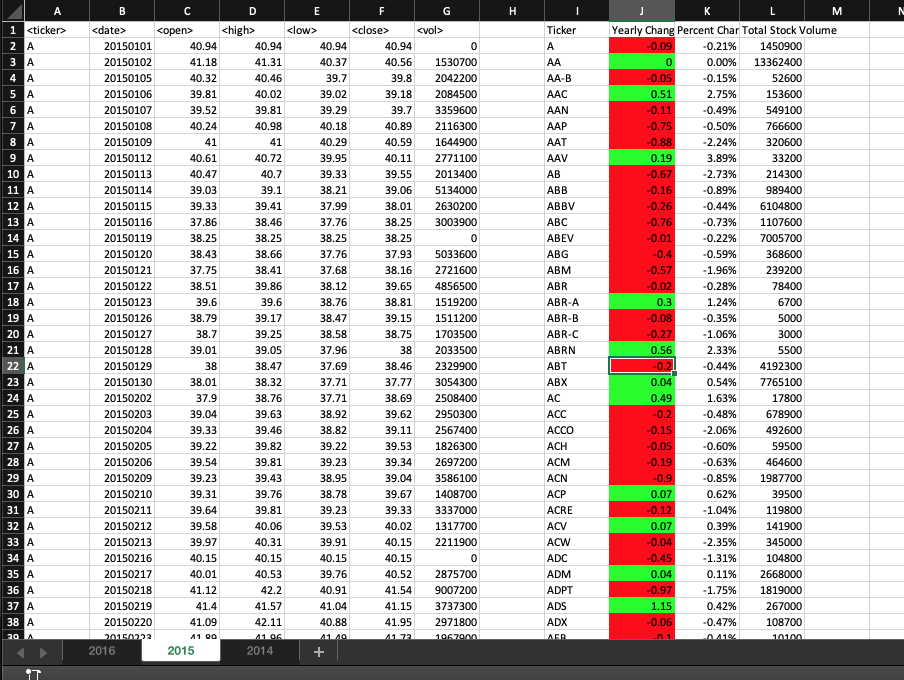 A B C D E F G H I J K L M N
1 <ticker> <date> <open> <high> <low> <close> <vol> Ticker Yearly Chang Percent Char Total Stock Volume
2 A 20150101 40.94 40.94 40.94 40.94 0 A -0.09 -0.21% 1450900
3 A 20150102 41.18 41.31 40.37 40.56 1530700 AA 0 0.00% 13362400
4 A 20150105 40.32 40.46 39.7 39.8 2042200 AA-B -0.05 -0.15% 52600
5 A 20150106 39.81 40.02 39.02 39.18 2084500 AAC 0.51 2.75% 153600
6 A 20150107 39.52 39.81 39.29 39.7 3359600 AAN -0.11 -0.49% 549100
7 A 20150108 40.24 40.98 40.18 40.89 2116300 AAP -0.75 -0.50% 766600
8 A 20150109 41 41 40.29 40.59 1644900 AAT -0.88 -2.24% 320600
9 A 20150112 40.61 40.72 39.95 40.11 2771100 AAV 0.19 3.89% 33200
10 A 20150113 40.47 40.7 39.33 39.55 2013400 AB -0.67 -2.73% 214300
11 A 20150114 39.03 39.1 38.21 39.06 5134000 ABB -0.16 -0.89% 989400
12 A 20150115 39.33 39.41 37.99 38.01 2630200 ABBV -0.26 -0.44% 6104800
13 A 20150116 37.86 38.46 37.76 38.25 3003900 ABC -0.76 -0.73% 1107600
14 A 20150119 38.25 38.25 38.25 38.25 0 ABEV -0.01 -0.22% 7005700
15 A 20150120 38.43 38.66 37.76 37.93 5033600 ABG -0.4 -0.59% 368600
16 A 20150121 37.75 38.41 37.68 38.16 2721600 ABM -0.57 -1.96% 239200
17 A 20150122 38.51 39.86 38.12 39.65 4856500 ABR -0.02 -0.28% 78400
18 A 20150123 39.6 39.6 38.76 38.81 1519200 ABR-A 0.3 1.24% 6700
19 A 20150126 38.79 39.17 38.47 39.15 1511200 ABR-B -0.08 -0.35% 5000
20 A 20150127 38.7 39.25 38.58 38.75 1703500 ABR-C -0.27 -1.06% 3000
21 A 20150128 39.01 39.05 37.96 38 2033500 ABRN 0.56 2.33% 5500
22 A 20150129 38 38.47 37.69 38.46 2329900 ABT -0.2 -0.44% 4192300
23 A 20150130 38.01 38.32 37.71 37.77 3054300 ABX 0.04 0.54% 7765100
24 A 20150202 37.9 38.76 37.71 38.69 2508400 AC 0.49 1.63% 17800
25 A 20150203 39.04 39.63 38.92 39.62 2950300 ACC -0.2 -0.48% 678900
26 A 20150204 39.33 39.46 38.82 39.11 2567400 ACCO -0.15 -2.06% 492600
27 A 20150205 39.22 39.82 39.22 39.53 1826300 ACH -0.05 -0.60% 59500
28 A 20150206 39.54 39.81 39.23 39.34 2697200 ACM -0.19 -0.63% 464600
29 A 20150209 39.23 39.43 38.95 39.04 3586100 ACN -0.9 -0.85% 1987700
30 A 20150210 39.31 39.76 38.78 39.67 1408700 ACP 0.07 0.62% 39500
31 A 20150211 39.64 39.81 39.23 39.33 3337000 ACRE -0.12 -1.04% 119800
32 A 20150212 39.58 40.06 39.53 40.02 1317700 ACV 0.07 0.39% 141900
33 A 20150213 39.97 40.31 39.91 40.15 2211900 ACW -0.04 -2.35% 345000
34 A 20150216 40.15 40.15 40.15 40.15 0 ADC -0.45 -1.31% 104800
35 A 20150217 40.01 40.53 39.76 40.52 2875700 ADM 0.04 0.11% 2668000
36 A 20150218 41.12 42.2 40.91 41.54 9007200 ADPT -0.97 -1.75% 1819000
37 A 20150219 41.4 41.57 41.04 41.15 3737300 ADS 1.15 0.42% 267000
38 A 20150220 41.09 42.11 40.88 41.95 2971800 ADX -0.06 -0.47% 108700
39 A 20150223 41.89 41.96 41.49 41.73 1967900 AEB -0.1 -0.41% 10100
2016 2015 2014 +